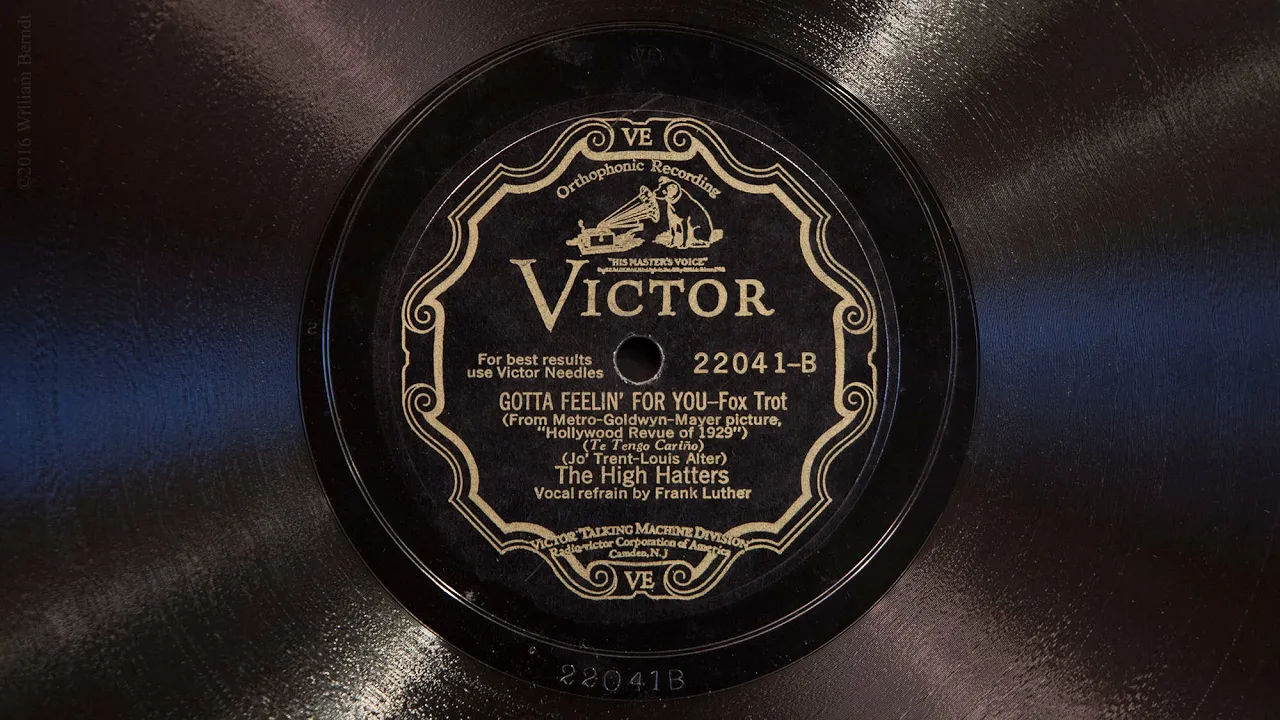 ©2016 William Berndt
VE
VE
Orthophonic Recording
"HIS MASTER'S VOICE"
VICTOR
For best results
use Victor Needles
22041-B
GOTTA FEELIN' FOR YOU-Fox Trot
(From Metro-Goldwyn-Mayer picture,
"Hollywood Revue of 1929")
(Te Tengo Cariño)
(Jo' Trent-Louis Alter)
The High Hatters
Vocal refrain by Frank Luther
VICTOR TALKING MACHINE DIVISION
Radio-Victor Corporation of America
Camden, N.J
VE
22041B
2